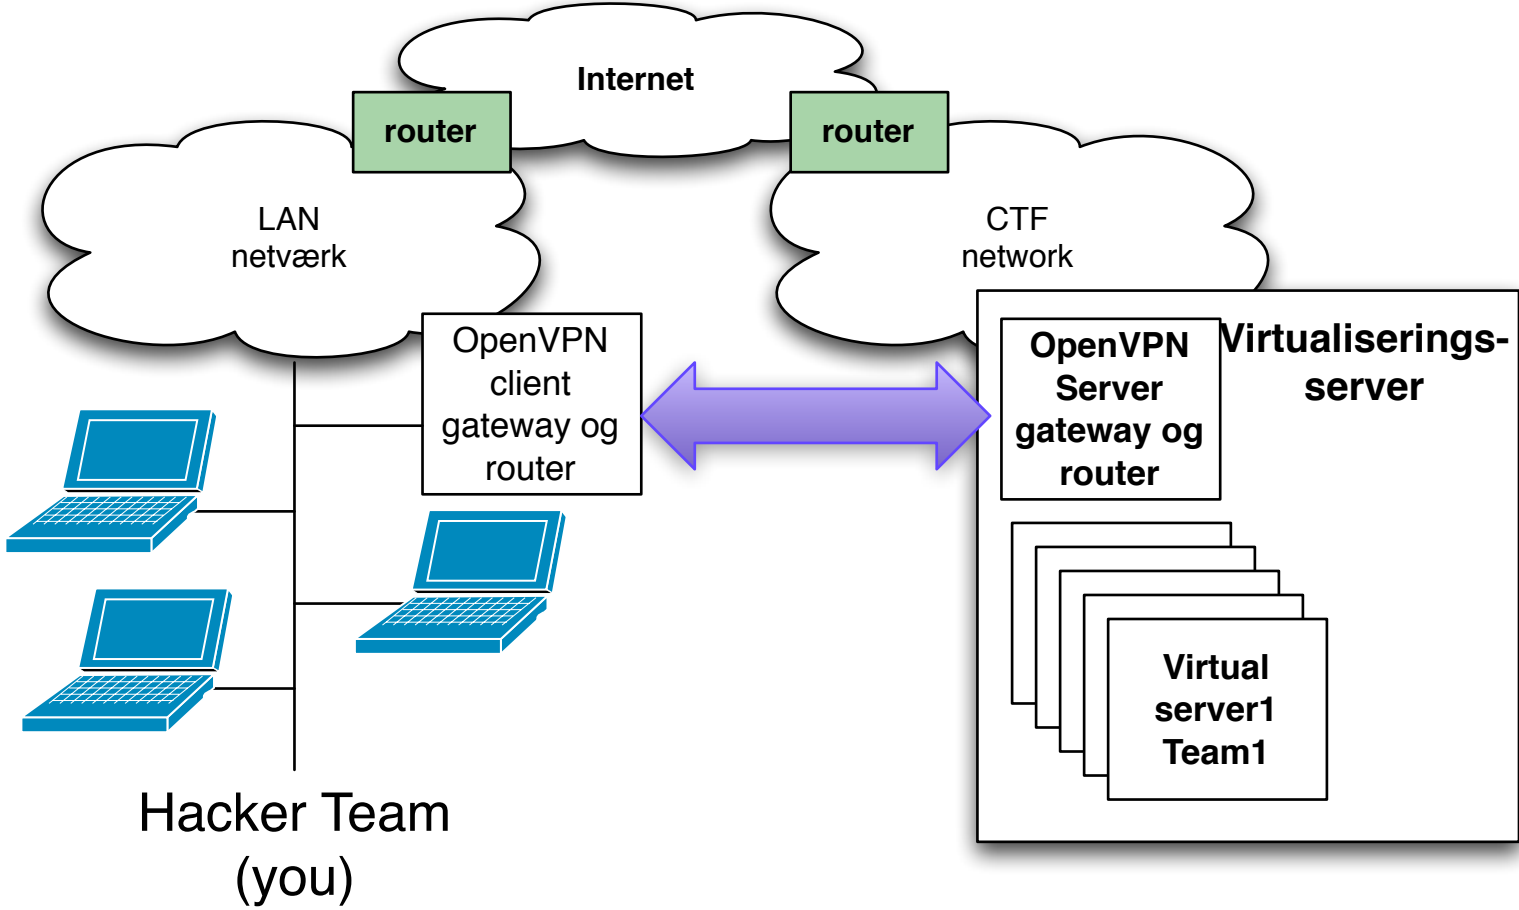 Internet
router
router
LAN
netværk
CTF
network
OpenVPN
client
gateway og
router
OpenVPN
Server
gateway og
router
Virtualiserings-
server
Virtual
server1
Team1
Hacker Team
(you)